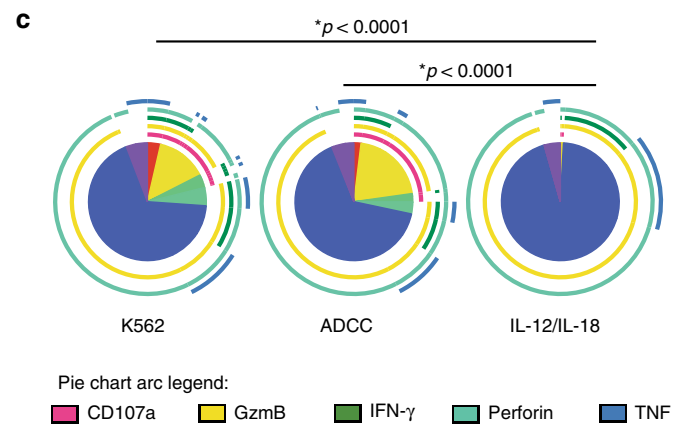 c
*p < 0.0001
*p < 0.0001
K562 ADCC IL-12/IL-18
Pie chart arc legend:
CD107a GzmB IFN-γ Perforin TNF